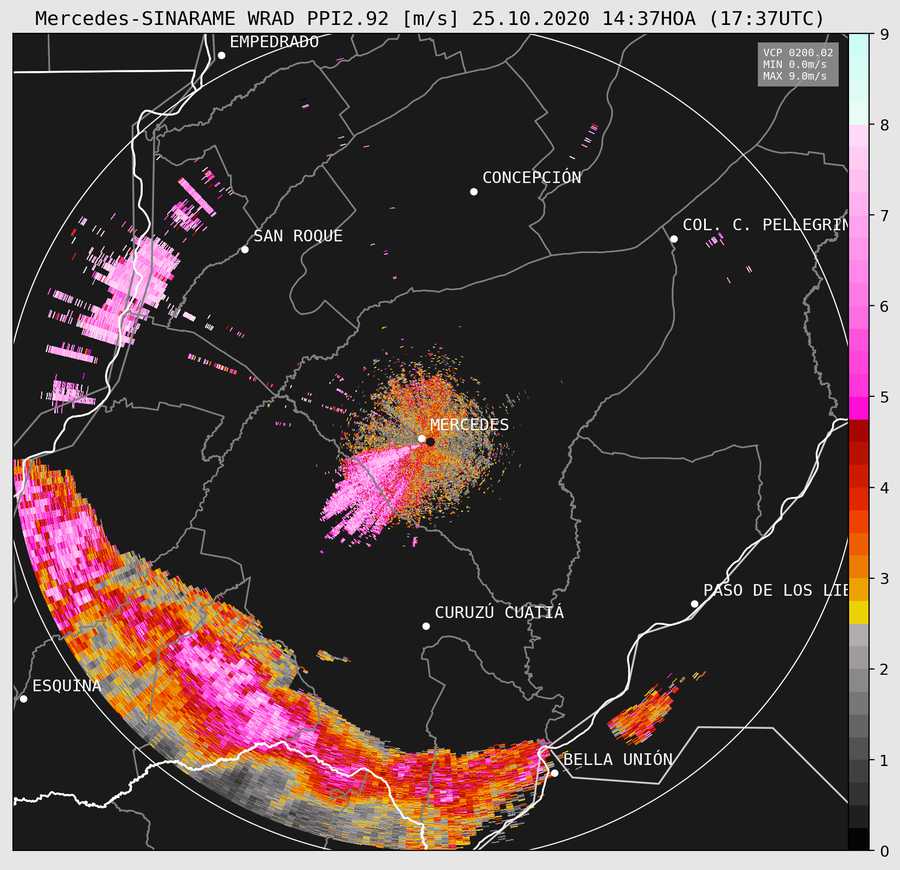 Mercedes-SINARAME WRAD PPI2.92 [m/s] 25.10.2020 14:37HOA (17:37UTC)
EMPEDRADO
VCP 0200.02
MIN 0.0m/s
MAX 9.0m/s
CONCEPCIÓN
SAN ROQUE
COL. C. PELLEGRIN
MERCEDES
PASO DE LOS LIB
CURUZÚ CUATIÁ
ESQUINA
BELLA UNIÓN
9
8
7
6
5
4
3
2
1
0